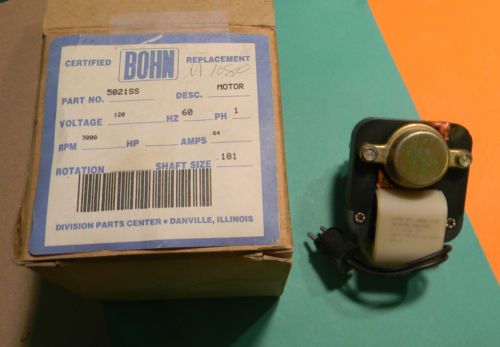 CERTIFIED BOHN REPLACEMENT
PART NO. 5021SS DESC. MOTOR
VOLTAGE 120 HZ 60 PH 1
RPM 3000 HP AMPS 64
ROTATION SHAFT SIZE .181
DIVISION PARTS CENTER • DANVILLE, ILLINOIS